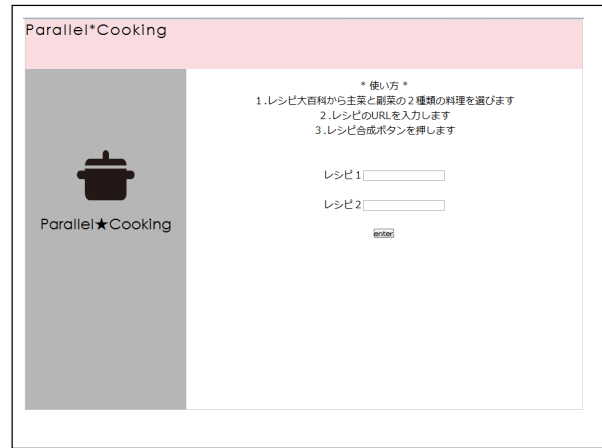 Parallel*Cooking
* 使い方 *
1.レシピ大百科から主菜と副菜の2種類の料理を選びます
2.レシピのURLを入力します
3.レシピ合成ボタンを押します
レシピ1
レシピ2
enter
Parallel★Cooking